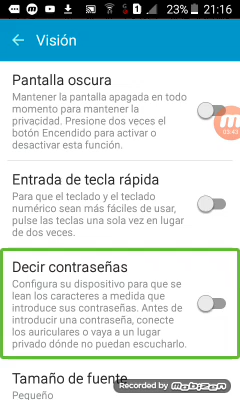 23% 21:16
Visión
Pantalla oscura
Mantener la pantalla apagada en todo
momento para mantener la
privacidad. Presione dos veces el
botón Encendido para activar o
desactivar esta función.
03:43
Entrada de tecla rápida
Para que el teclado y el teclado
numérico sean más fáciles de usar,
pulse las teclas una sola vez en lugar
de dos veces.
Decir contraseñas
Configura su dispositivo para que se
lean los caracteres a medida que
introduce sus contraseñas. Antes de
introducir una contraseña, conecte
los auriculares o vaya a un lugar
privado dónde no puedan escucharlo.
Tamaño de fuente
Pequeño
Recorded by Mobizen